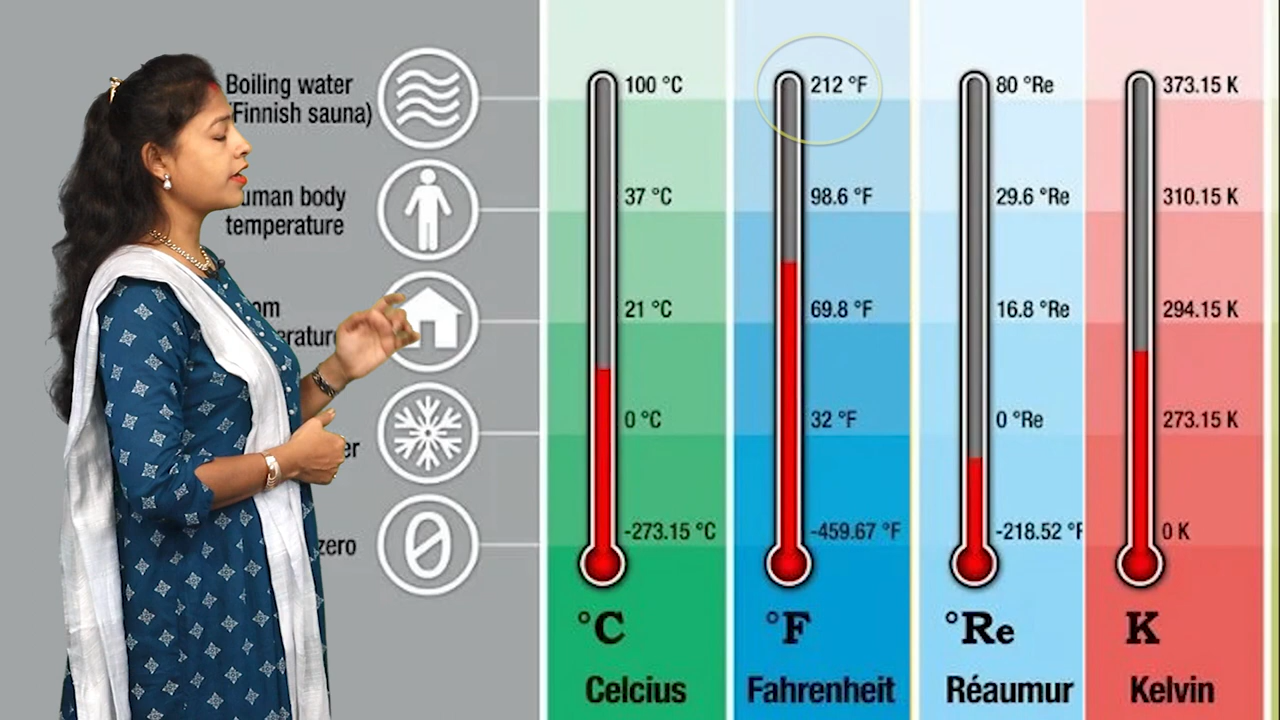 Boiling water
(Finnish sauna)
100 °C
212 °F
80 °Re
373.15 K
uman body
temperature
37 °C
98.6 °F
29.6 °Re
310.15 K
om
erature
21 °C
69.8 °F
16.8 °Re
294.15 K
er
0 °C
32 °F
0 °Re
273.15 K
zero
-273.15 °C
-459.67 °F
-218.52 °F
0 K
°C
°F
°Re
K
Celcius
Fahrenheit
Réaumur
Kelvin